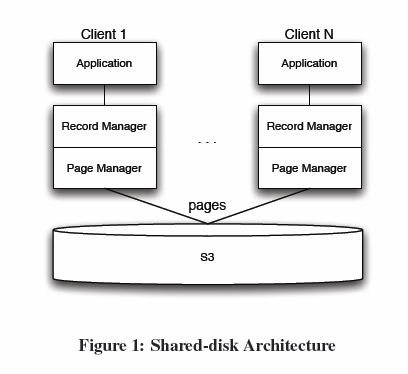 Client 1
Client N
Application
Application
Record Manager
Record Manager
. . .
Page Manager
Page Manager
pages
S3
Figure 1: Shared-disk Architecture